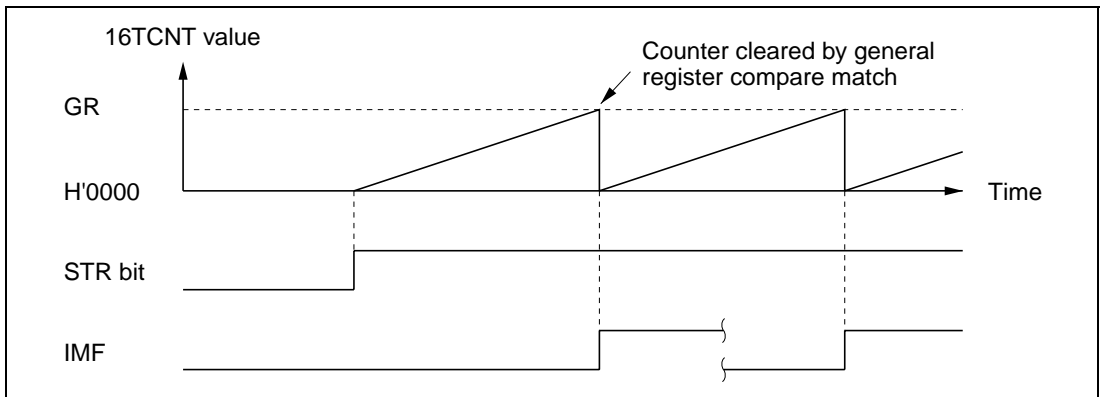 16TCNT value
Counter cleared by general
register compare match
GR
H'0000
Time
STR bit
IMF